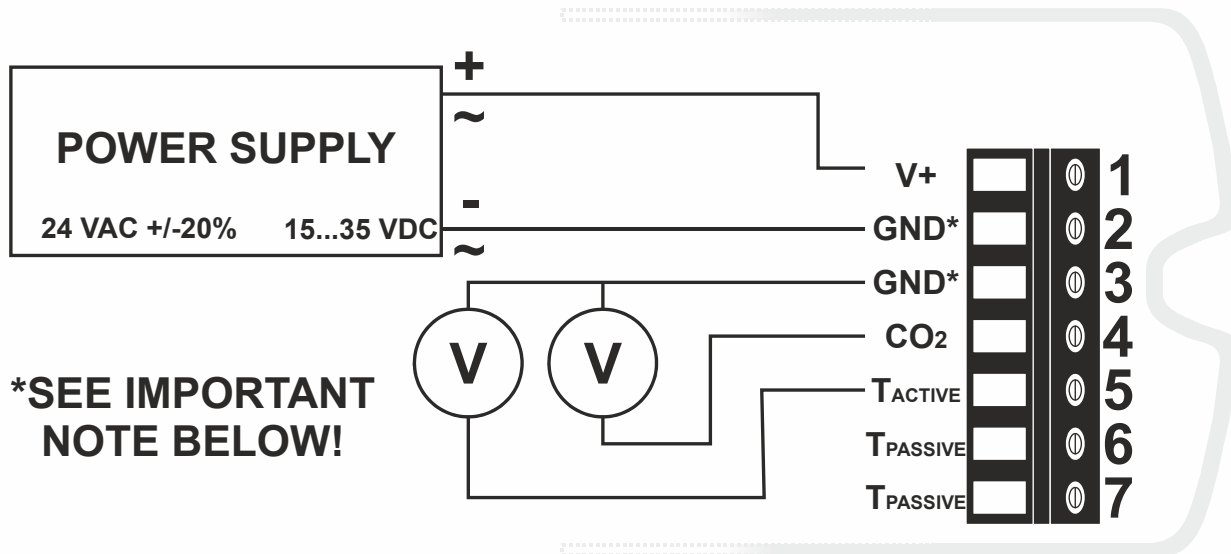 +
~
POWER SUPPLY
24 VAC +/-20% 15...35 VDC
-
~
V+ 1
GND* 2
GND* 3
CO2 4
TACTIVE 5
TPASSIVE 6
TPASSIVE 7
V V
*SEE IMPORTANT
NOTE BELOW!